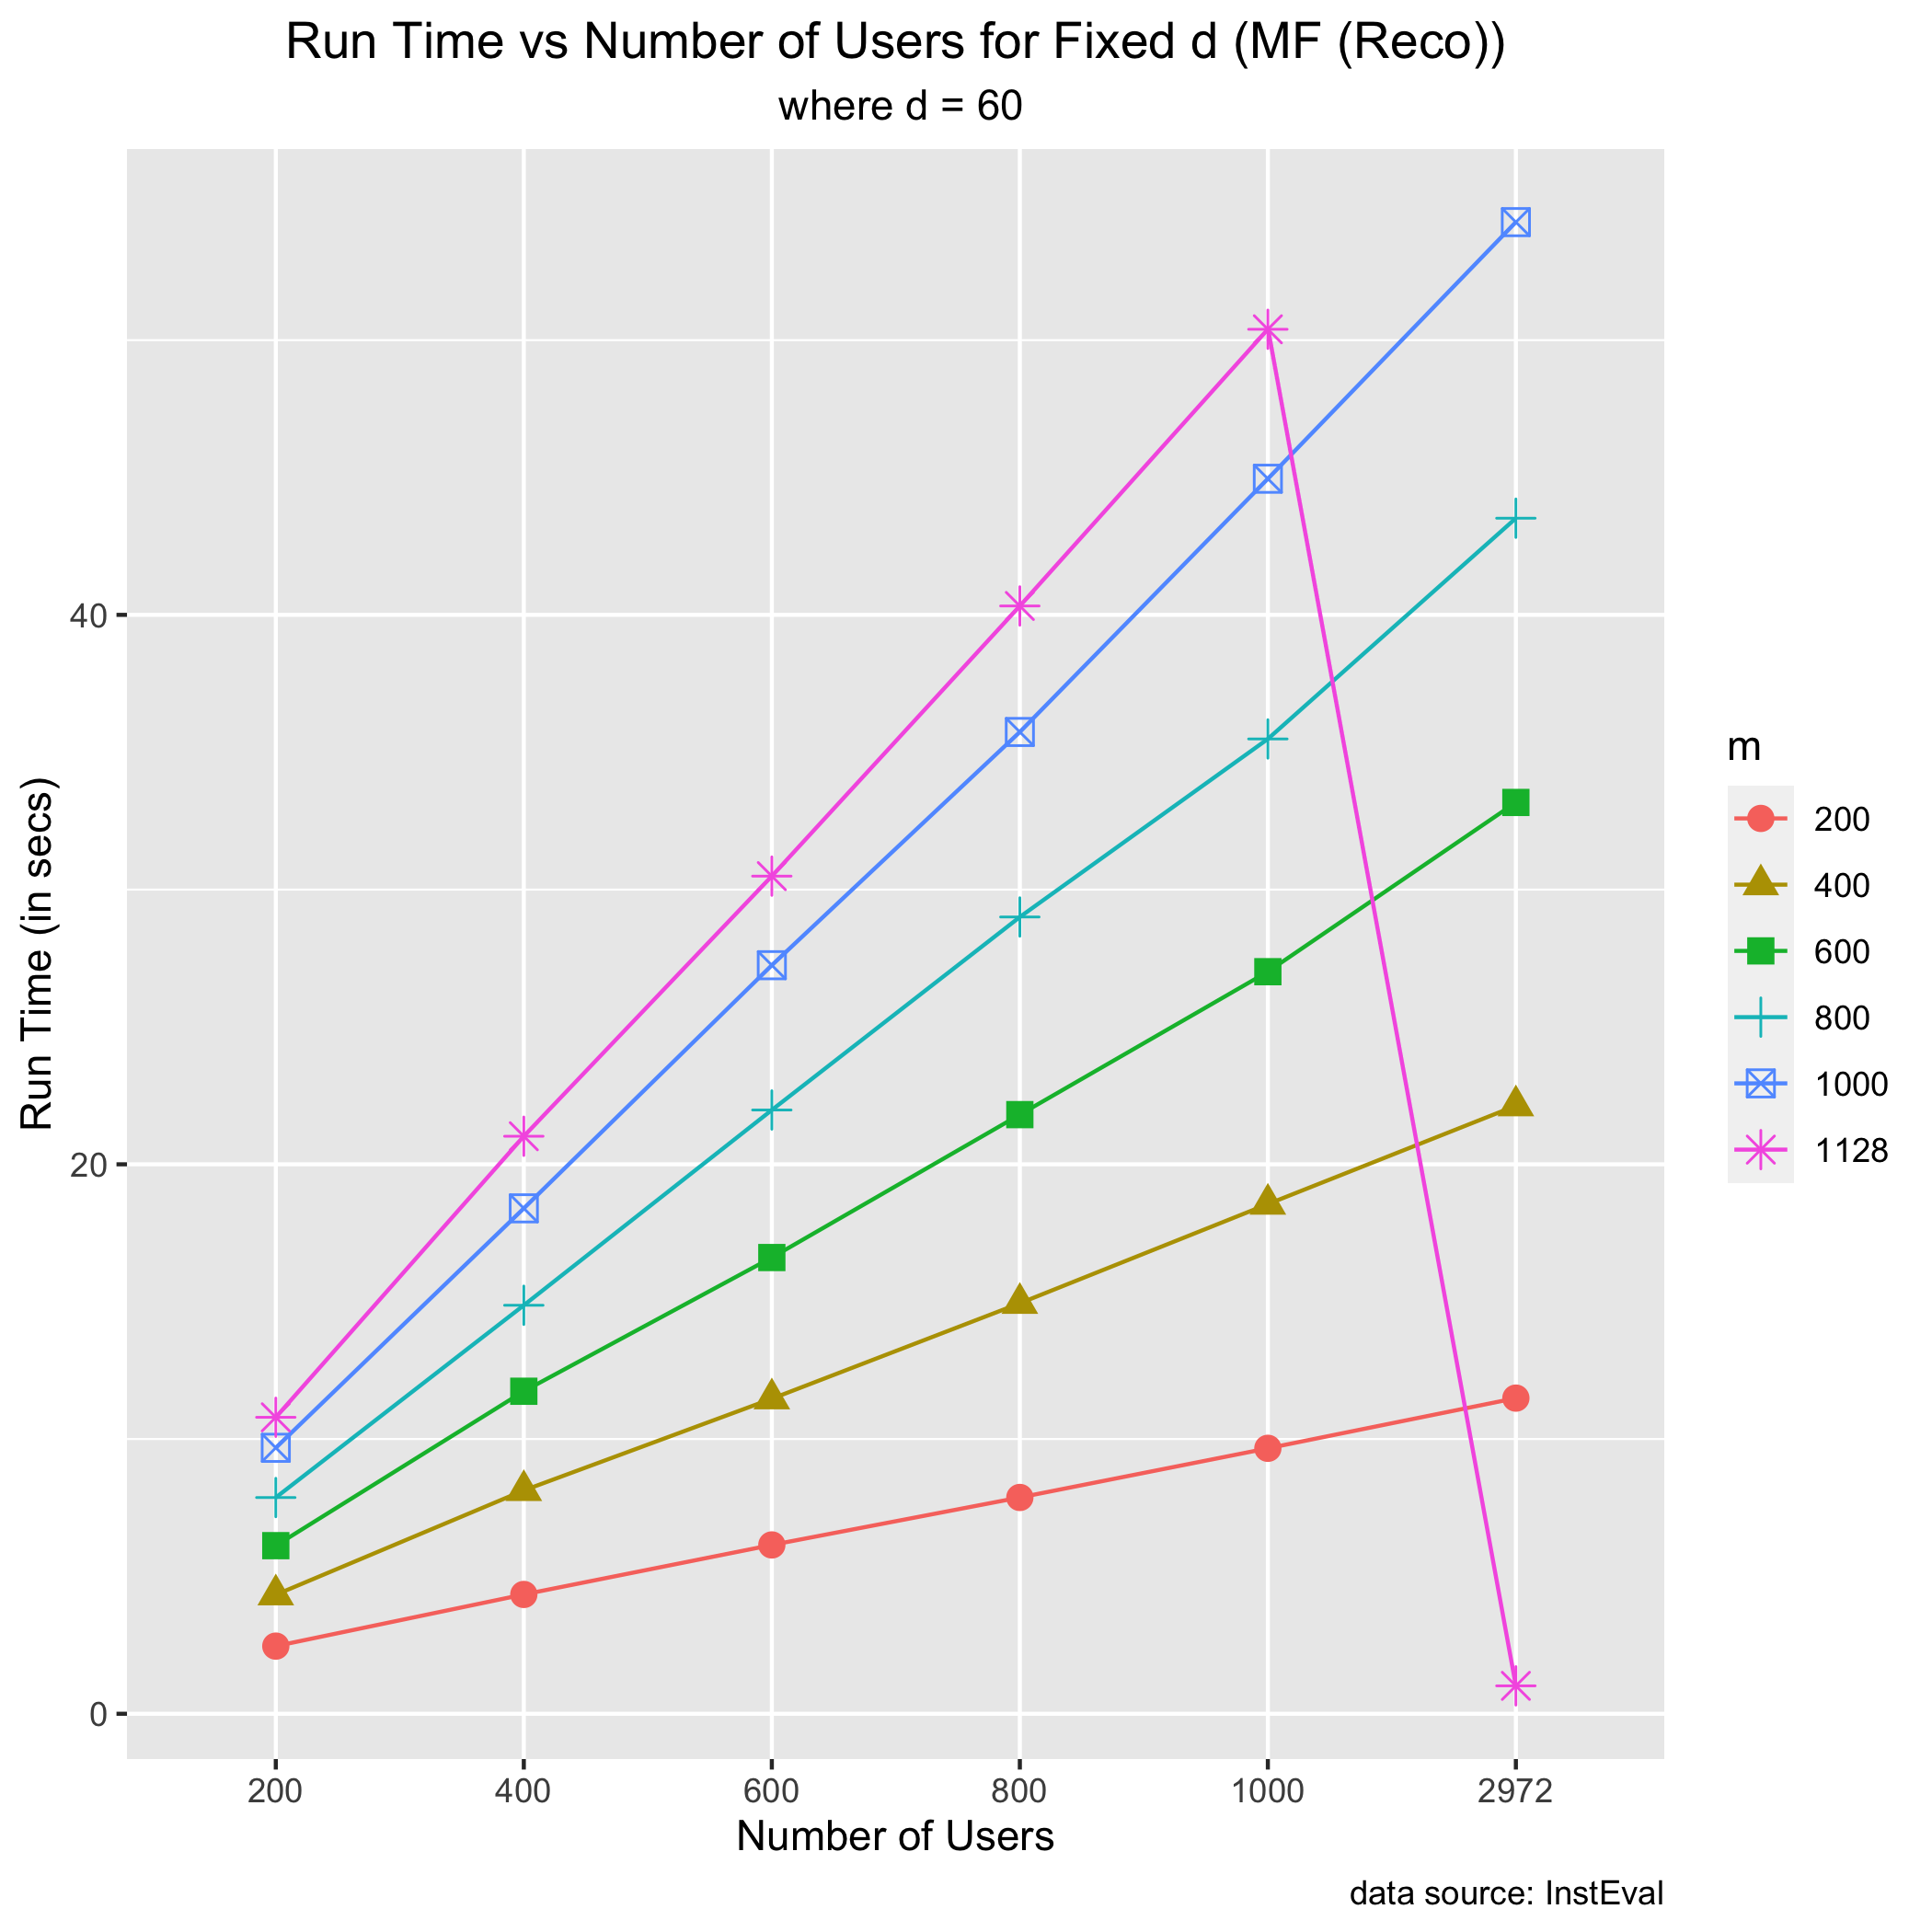 Run Time vs Number of Users for Fixed d (MF (Reco))
where d = 60
Run Time (in secs)
40
20
0
200 400 600 800 1000 2972
Number of Users
m
200
400
600
800
1000
1128
data source: InstEval